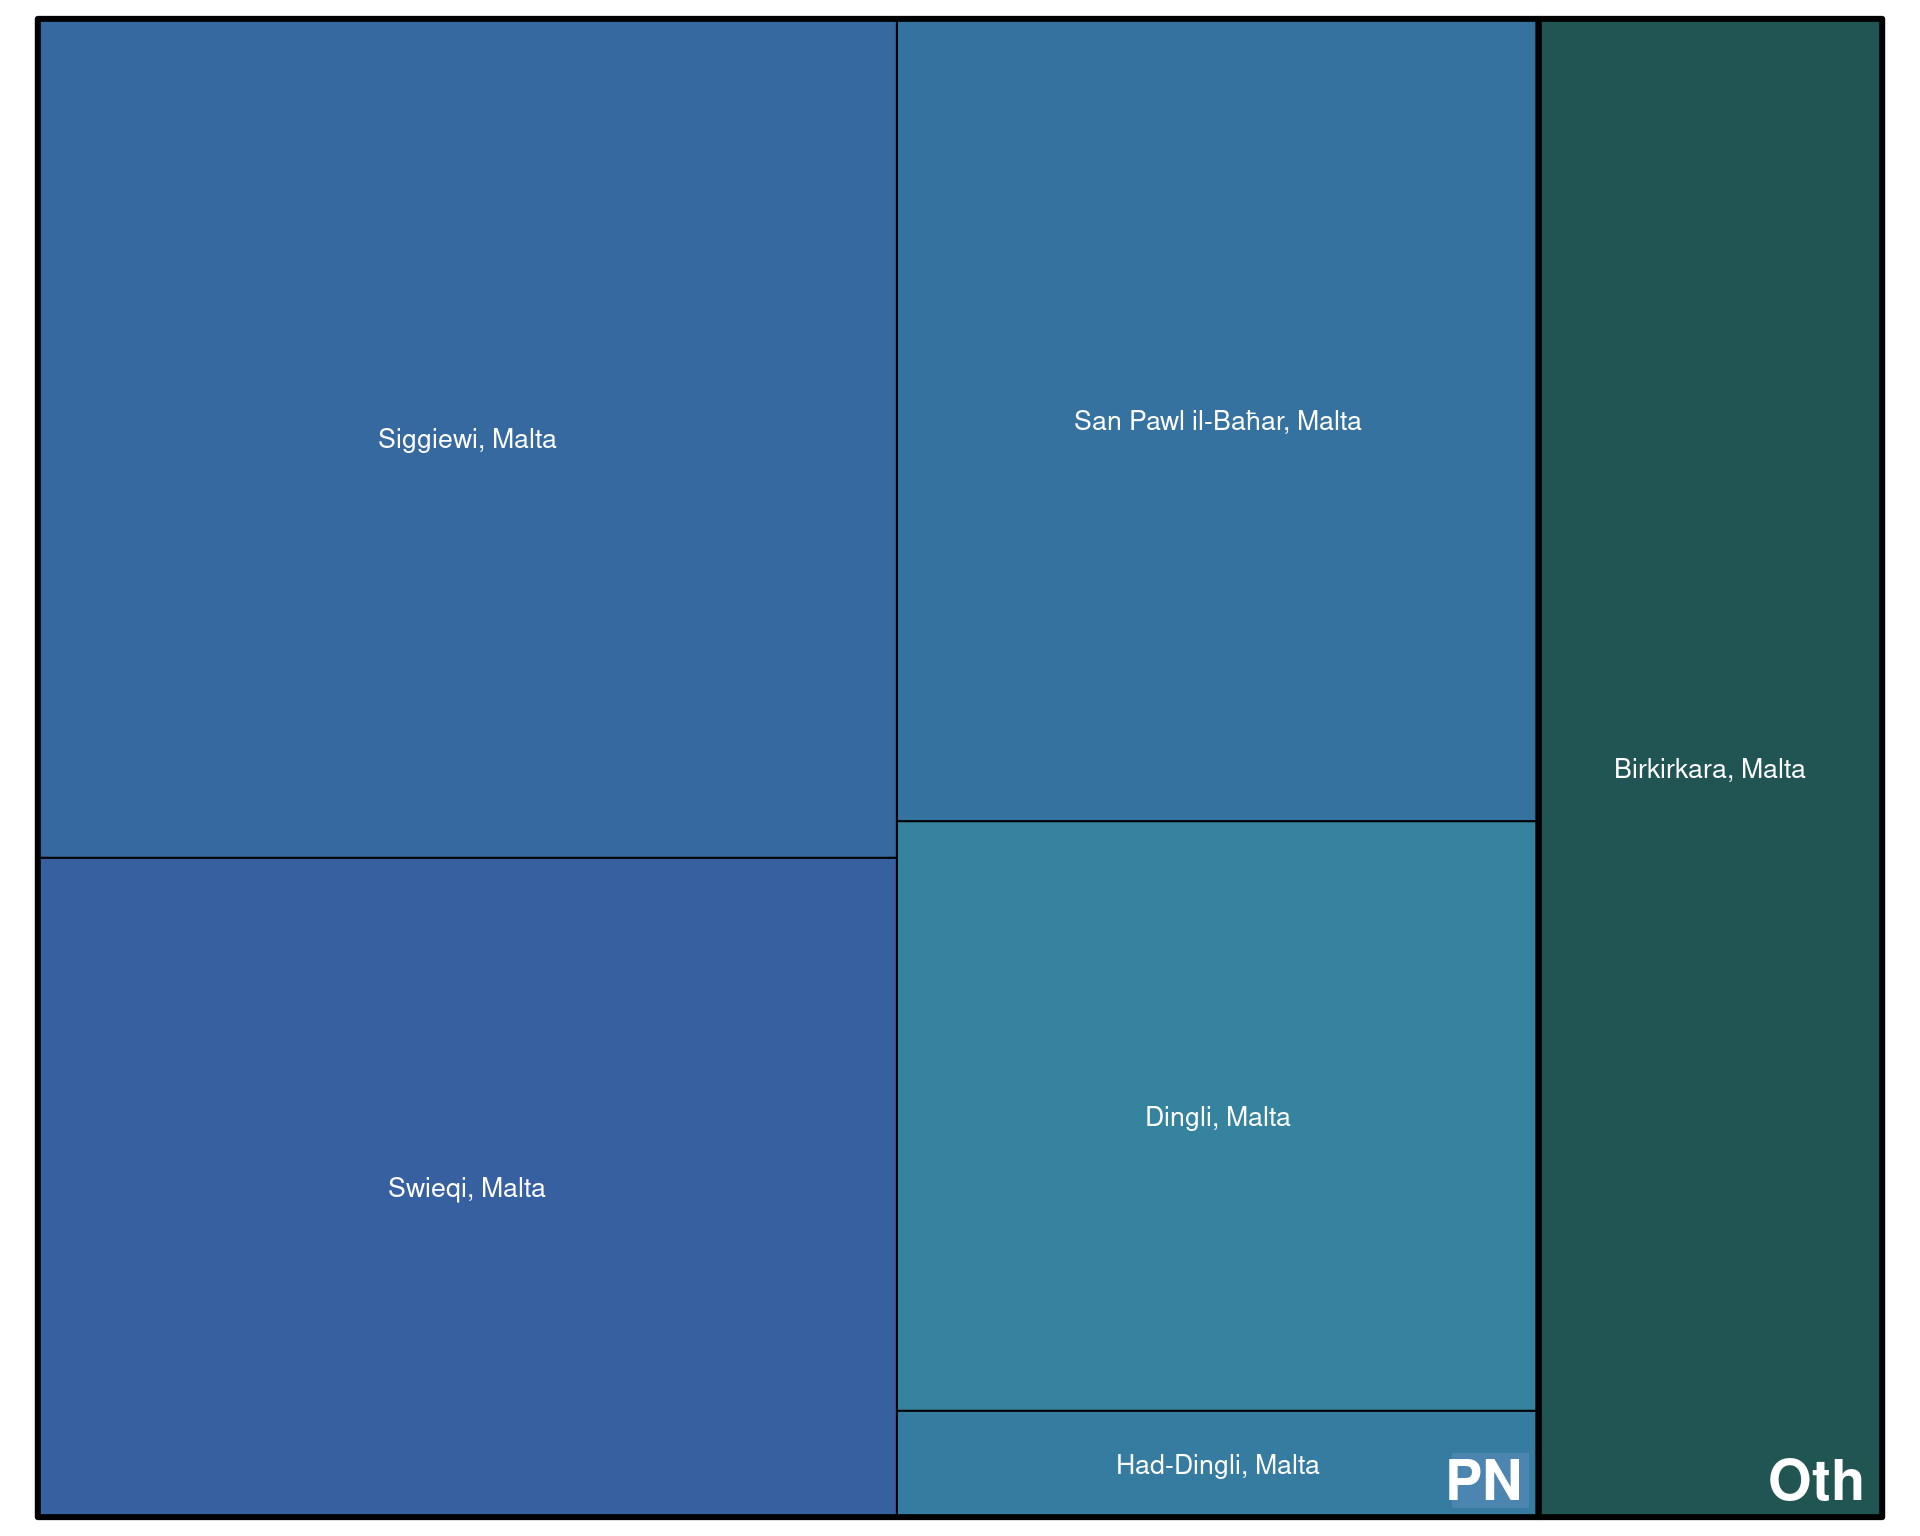 Siggiewi, Malta
San Pawl il-Baħar, Malta
Birkirkara, Malta
Dingli, Malta
Swieqi, Malta
Had-Dingli, Malta
PN
Oth